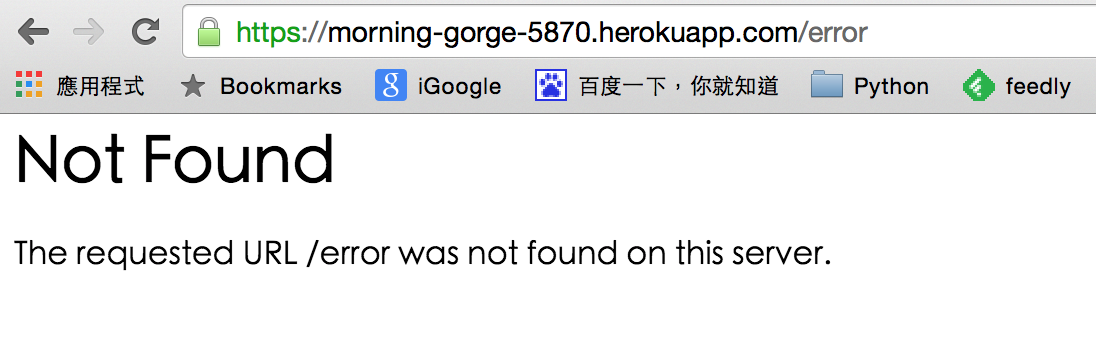 https://morning-gorge-5870.herokuapp.com/error
應用程式 Bookmarks iGoogle 百度一下，你就知道 Python feedly
Not Found
The requested URL /error was not found on this server.